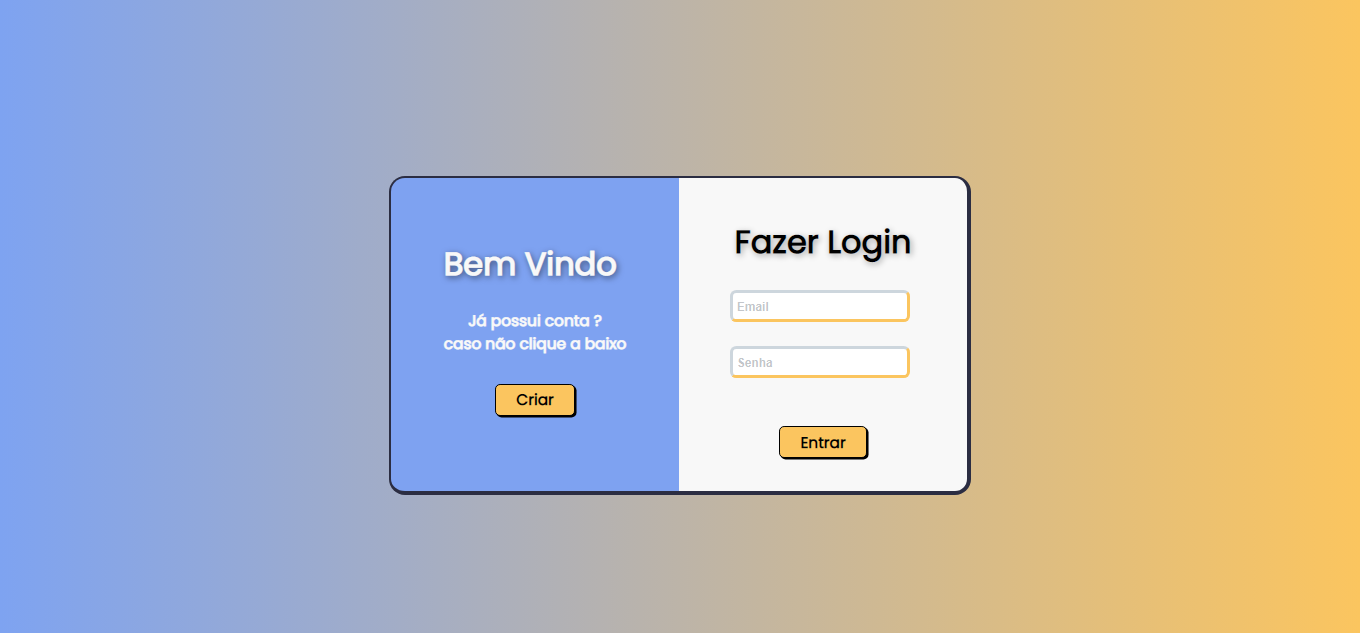 Bem Vindo
Já possui conta ?
caso não clique a baixo
Criar
Fazer Login
Email
Senha
Entrar